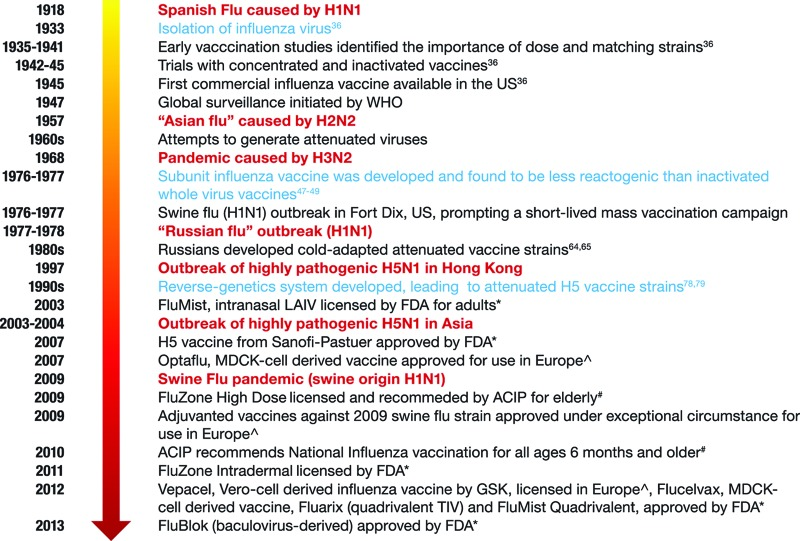 1918 Spanish Flu caused by H1N1
1933 Isolation of influenza virus36
1935-1941 Early vacccination studies identified the importance of dose and matching strains36
1942-45 Trials with concentrated and inactivated vaccines36
1945 First commercial influenza vaccine available in the US36
1947 Global surveillance initiated by WHO
1957 “Asian flu” caused by H2N2
1960s Attempts to generate attenuated viruses
1968 Pandemic caused by H3N2
1976-1977 Subunit influenza vaccine was developed and found to be less reactogenic than inactivated
whole virus vaccines47-49
1976-1977 Swine flu (H1N1) outbreak in Fort Dix, US, prompting a short-lived mass vaccination campaign
1977-1978 “Russian flu” outbreak (H1N1)
1980s Russians developed cold-adapted attenuated vaccine strains64,65
1997 Outbreak of highly pathogenic H5N1 in Hong Kong
1990s Reverse-genetics system developed, leading to attenuated H5 vaccine strains78,79
2003 FluMist, intranasal LAIV licensed by FDA for adults*
2003-2004 Outbreak of highly pathogenic H5N1 in Asia
2007 H5 vaccine from Sanofi-Pastuer approved by FDA*
2007 Optaflu, MDCK-cell derived vaccine approved for use in Europe^
2009 Swine Flu pandemic (swine origin H1N1)
2009 FluZone High Dose licensed and recommeded by ACIP for elderly#
2009 Adjuvanted vaccines against 2009 swine flu strain approved under exceptional circumstance for
use in Europe^
2010 ACIP recommends National Influenza vaccination for all ages 6 months and older#
2011 FluZone Intradermal licensed by FDA*
2012 Vepacel, Vero-cell derived influenza vaccine by GSK, licensed in Europe^, Flucelvax, MDCK-
cell derived vaccine, Fluarix (quadrivalent TIV) and FluMist Quadrivalent, approved by FDA*
2013 FluBlok (baculovirus-derived) approved by FDA*